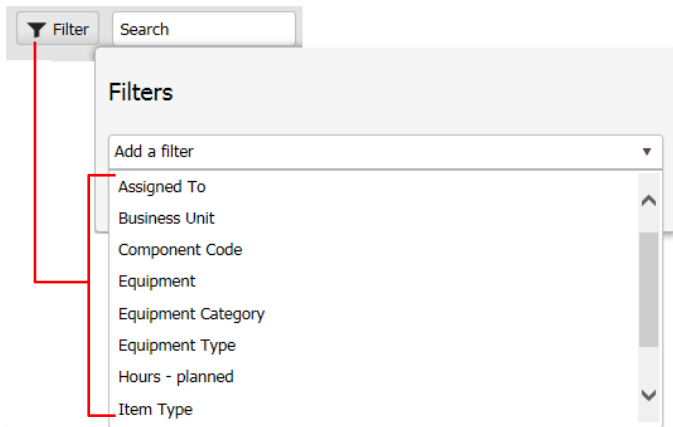 Filter Search
Filters
Add a filter
Assigned To
Business Unit
Component Code
Equipment
Equipment Category
Equipment Type
Hours - planned
Item Type